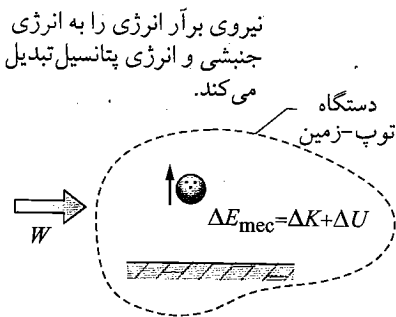 نیروی برآر انرژی را به انرژی
جنبشی و انرژی پتانسیل تبدیل
می‌کند.
دستگاه
توپ-زمین
W
ΔE_mec=ΔK+ΔU